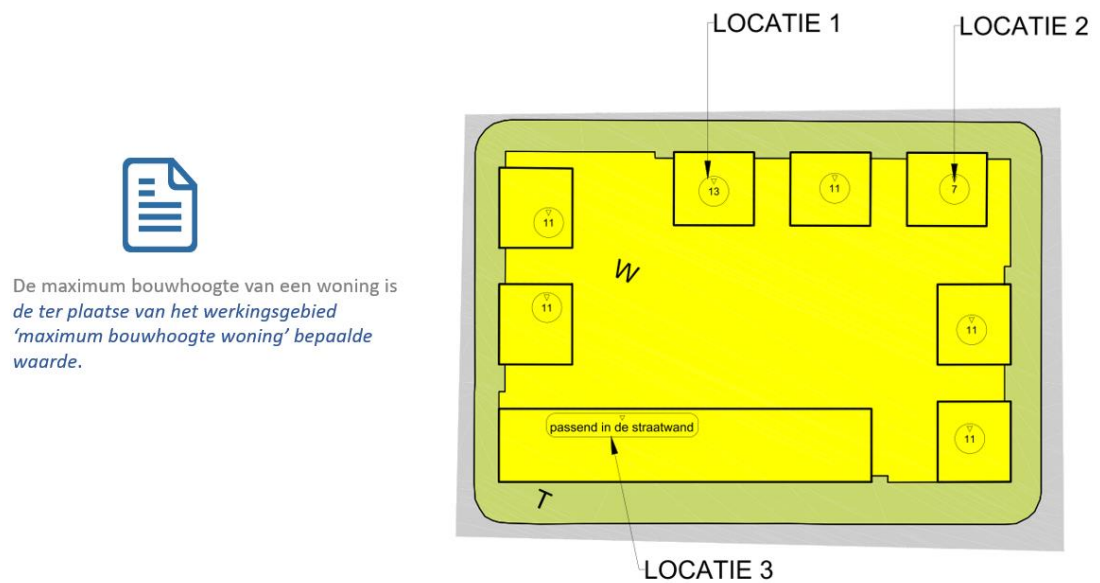 LOCATIE 1
LOCATIE 2
13
11
7
11
W
De maximum bouwhoogte van een woning is
de ter plaatse van het werkingsgebied
‘maximum bouwhoogte woning’ bepaalde
waarde.
11
11
passend in de straatwand
11
T
LOCATIE 3